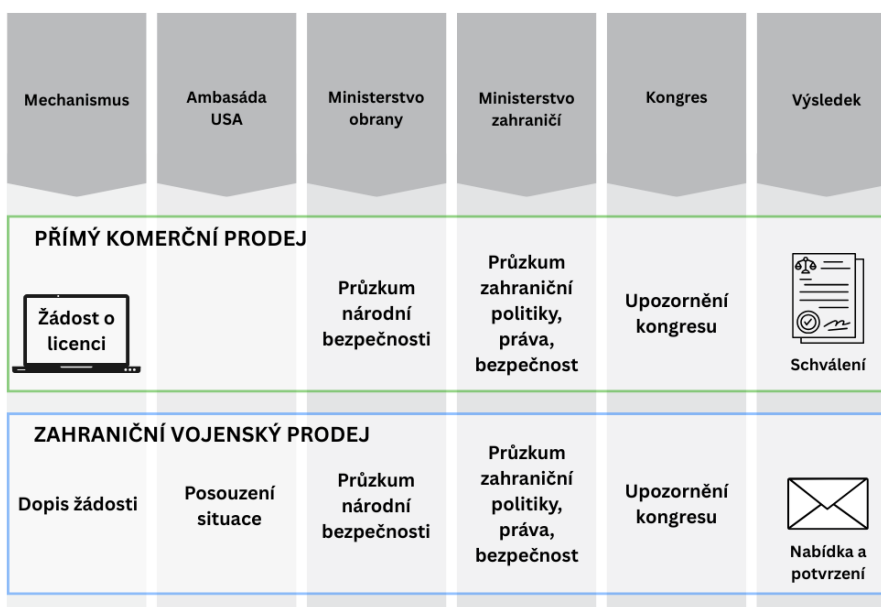 Mechanismus
Ambasáda
USA
Ministerstvo
obrany
Ministerstvo
zahraničí
Kongres
Výsledek
PŘÍMÝ KOMERČNÍ PRODEJ
Žádost o
licenci
Průzkum
národní
bezpečnosti
Průzkum
zahraniční
politiky,
práva,
bezpečnost
Upozornění
kongresu
Schválení
ZAHRANIČNÍ VOJENSKÝ PRODEJ
Dopis žádosti
Posouzení
situace
Průzkum
národní
bezpečnosti
Průzkum
zahraniční
politiky,
práva,
bezpečnost
Upozornění
kongresu
Nabídka a
potvrzení